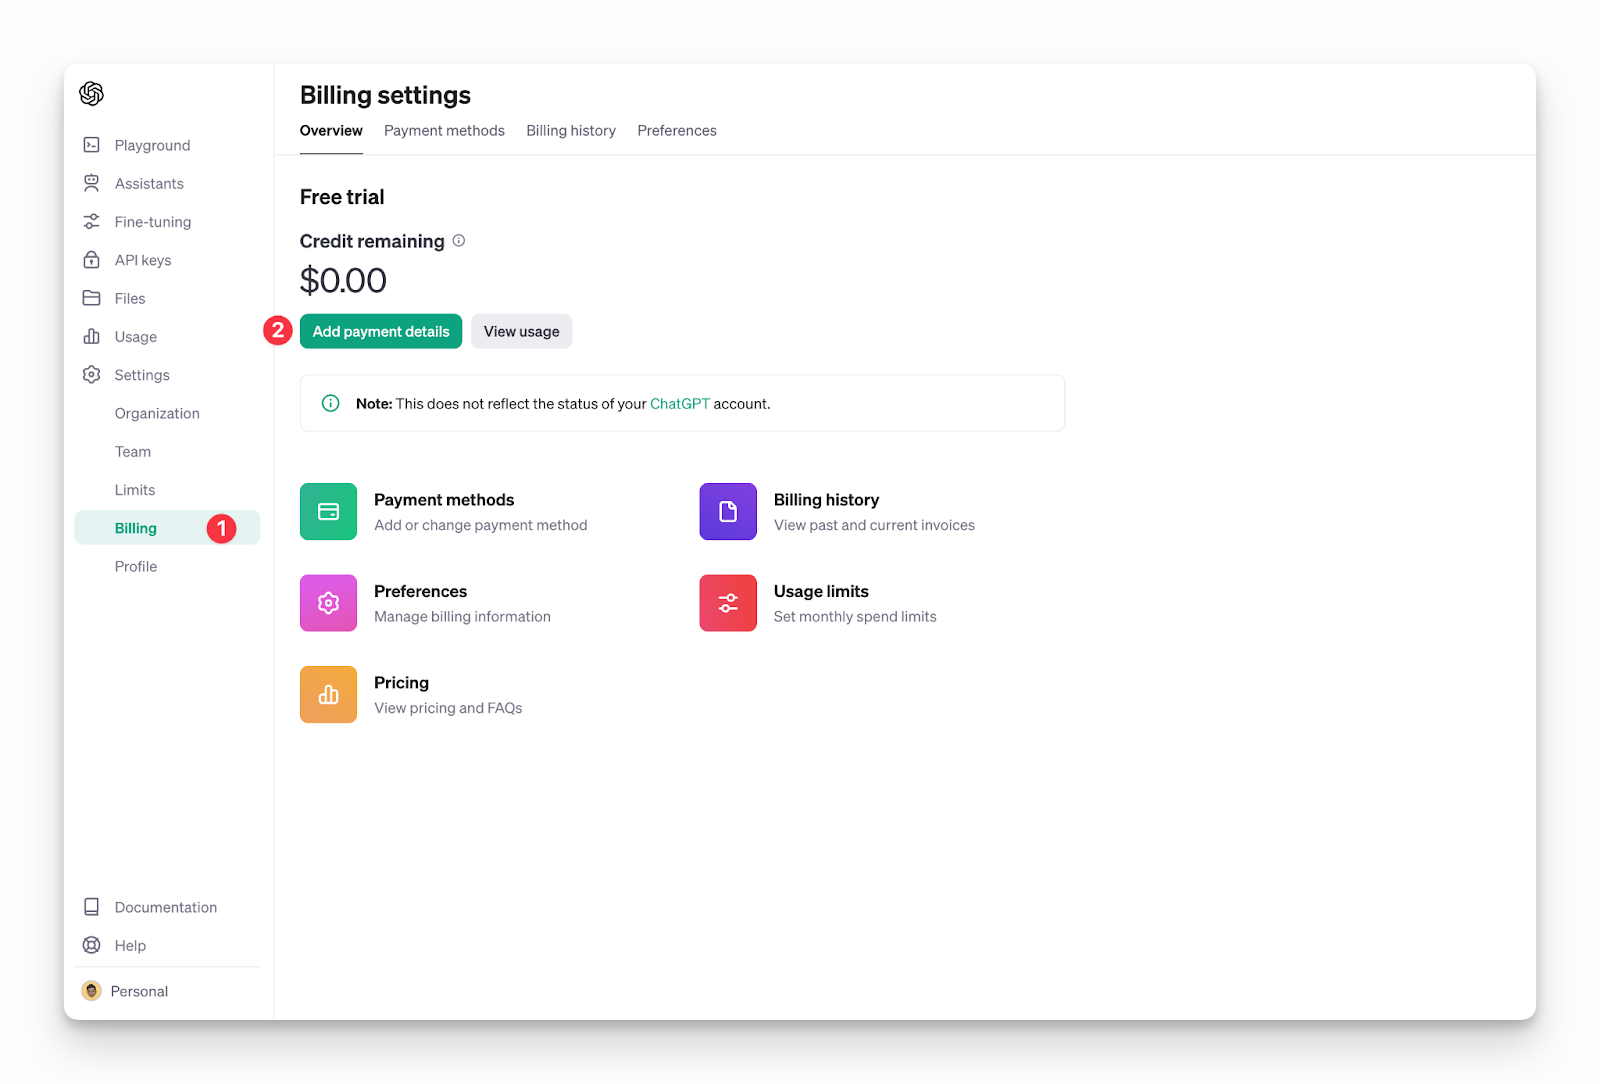 Playground
Assistants
Fine-tuning
API keys
Files
Usage
Settings
Organization
Team
Limits
Billing 1
Profile
Documentation
Help
Personal
Billing settings
Overview Payment methods Billing history Preferences
Free trial
Credit remaining
$0.00
2 Add payment details View usage
Note: This does not reflect the status of your ChatGPT account.
Payment methods
Add or change payment method
Billing history
View past and current invoices
Preferences
Manage billing information
Usage limits
Set monthly spend limits
Pricing
View pricing and FAQs